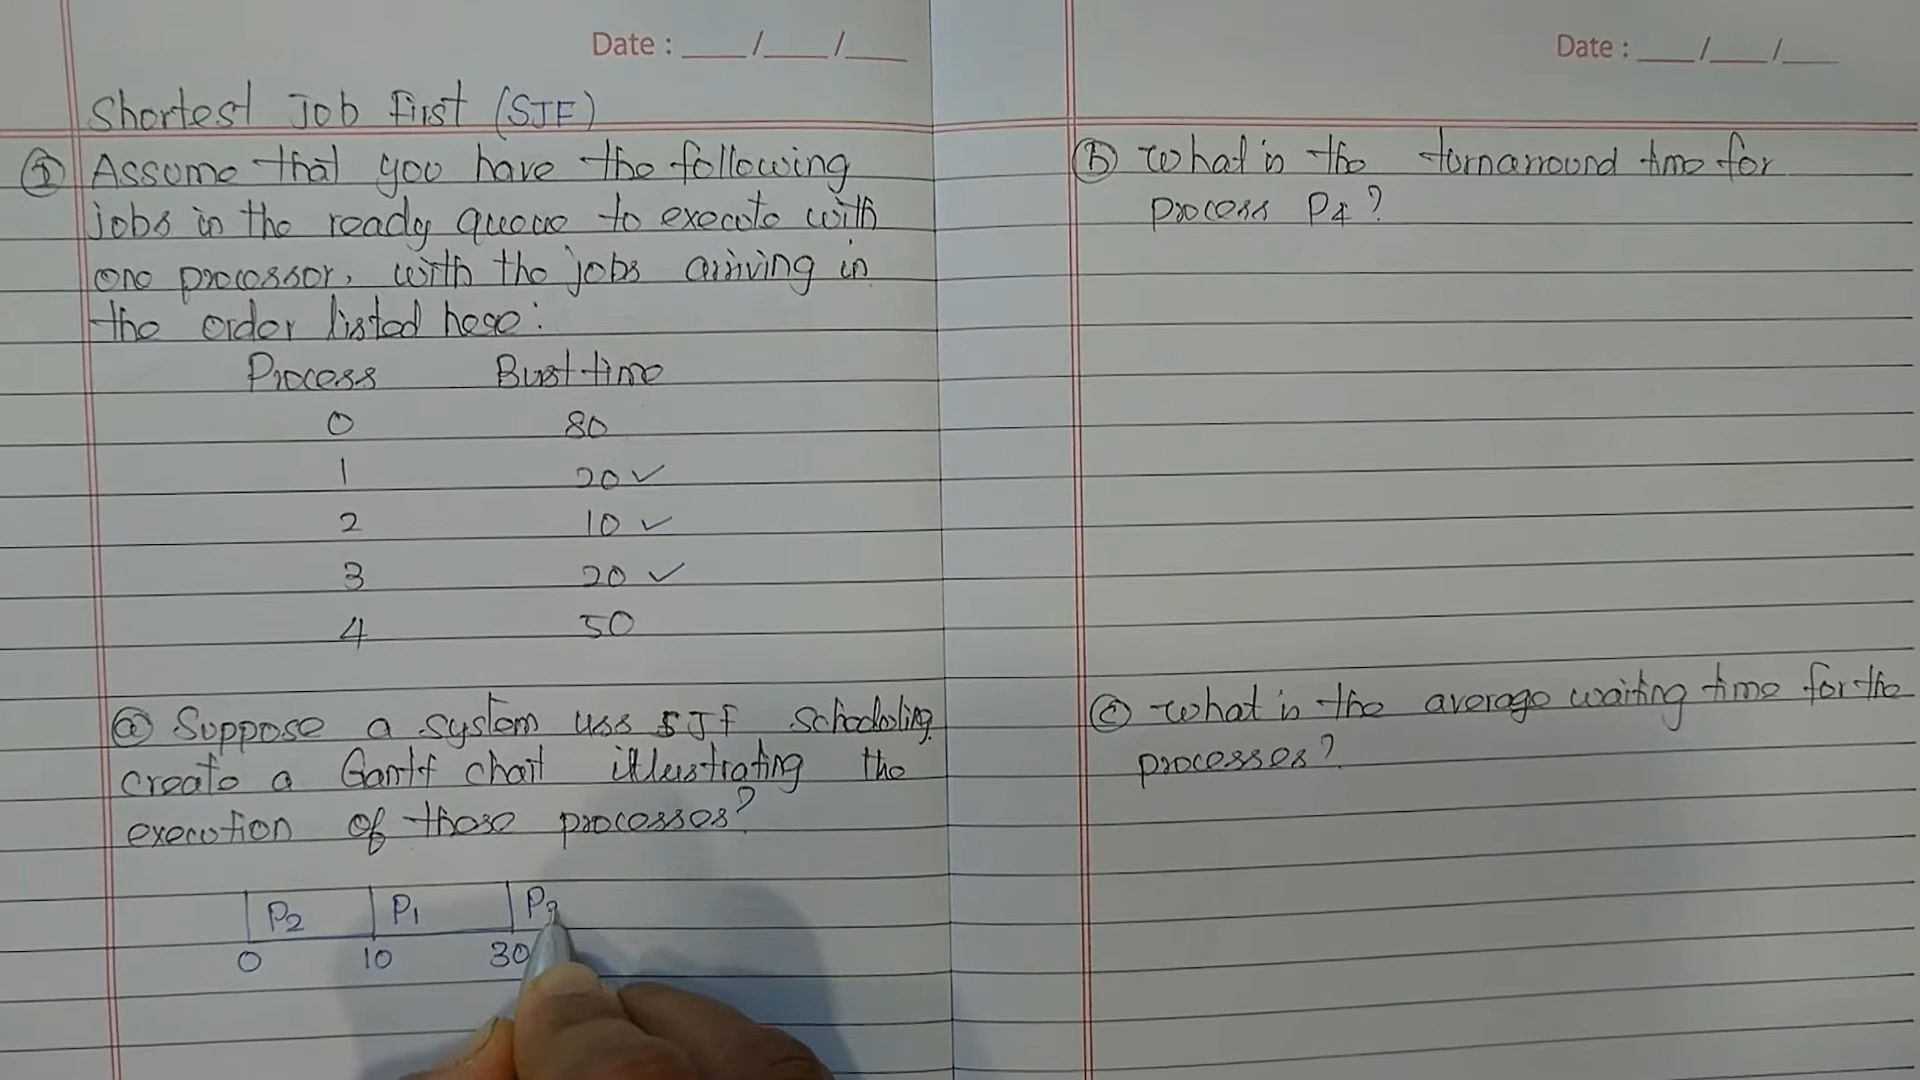 Date : ___/___/___
Shortest Job First (SJF)
① Assume that you have the following
jobs in the ready queue to execute with
one processor, with the jobs arriving in
the order listed here:
Process Burst time
0 80
1 20 ✓
2 10 ✓
3 20 ✓
4 50
ⓐ Suppose a system uses SJF scheduling
create a Gantt chart illustrating the
execution of these processes?
P2 P1 P3
0 10 30
Date : ___/___/___
ⓑ What is the turnarround time for
process P4?
ⓒ What is the average waiting time for the
processes?